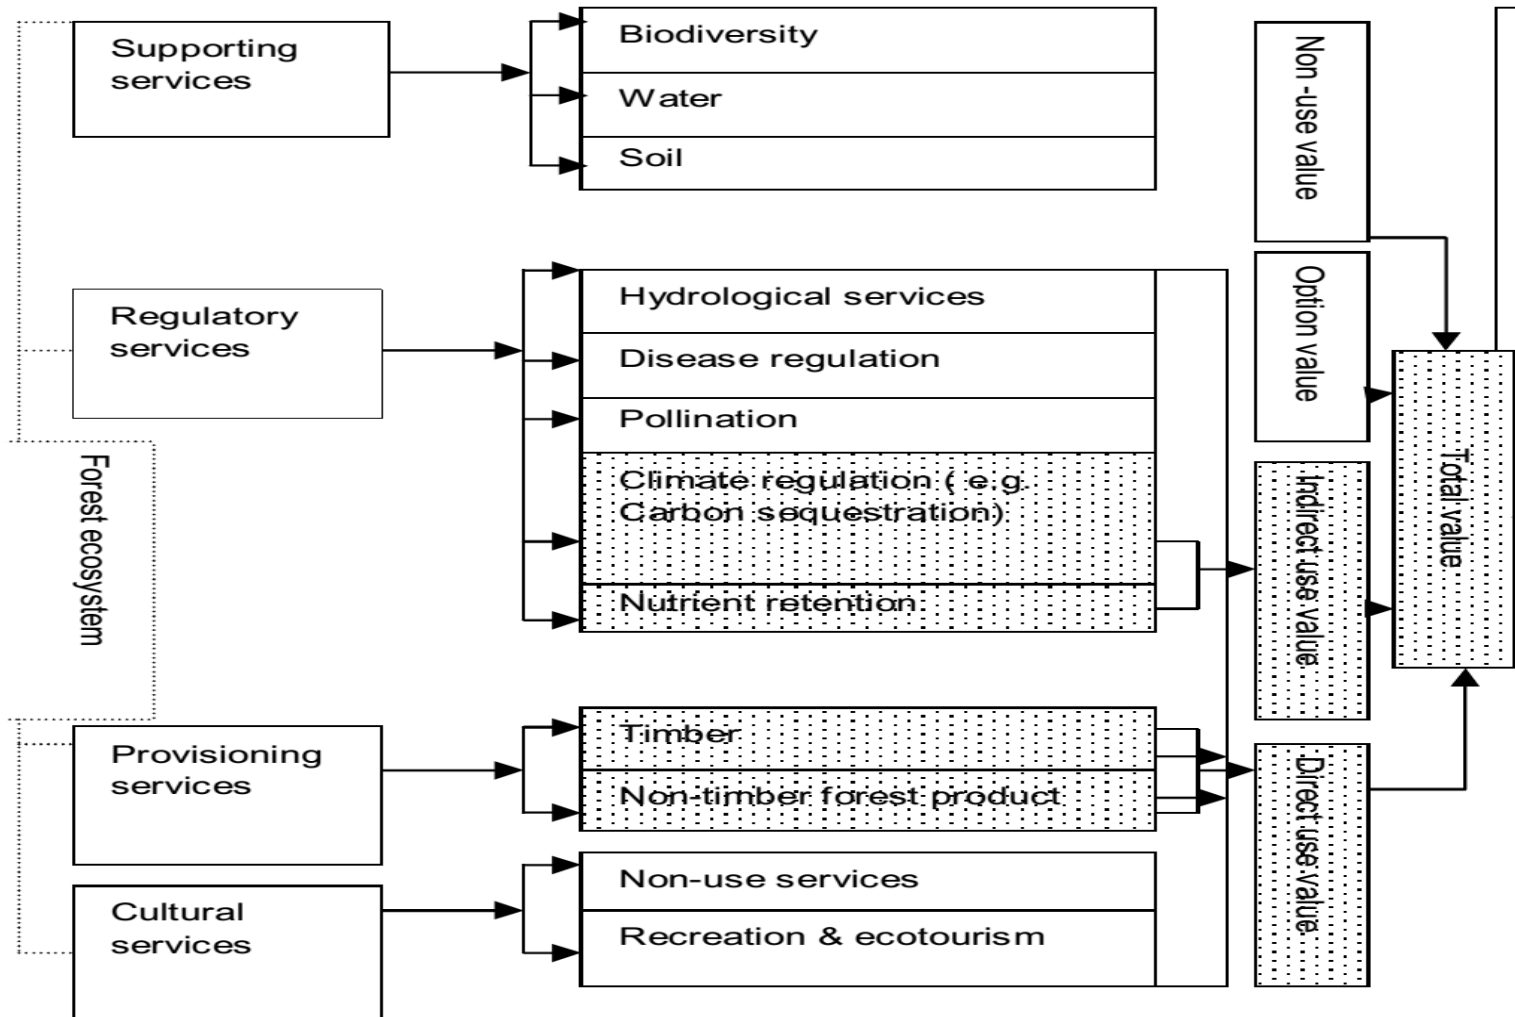 Supporting
services
Biodiversity
Water
Soil
Regulatory
services
Hydrological services
Disease regulation
Pollination
Climate regulation ( e.g.
Carbon sequestration)
Nutrient retention.
Forest ecosystem
Provisioning
services
Timber
Non-timber forest product
Cultural
services
Non-use services
Recreation & ecotourism
Non -use value
Option value
Indirect use value
Direct use value
Total value